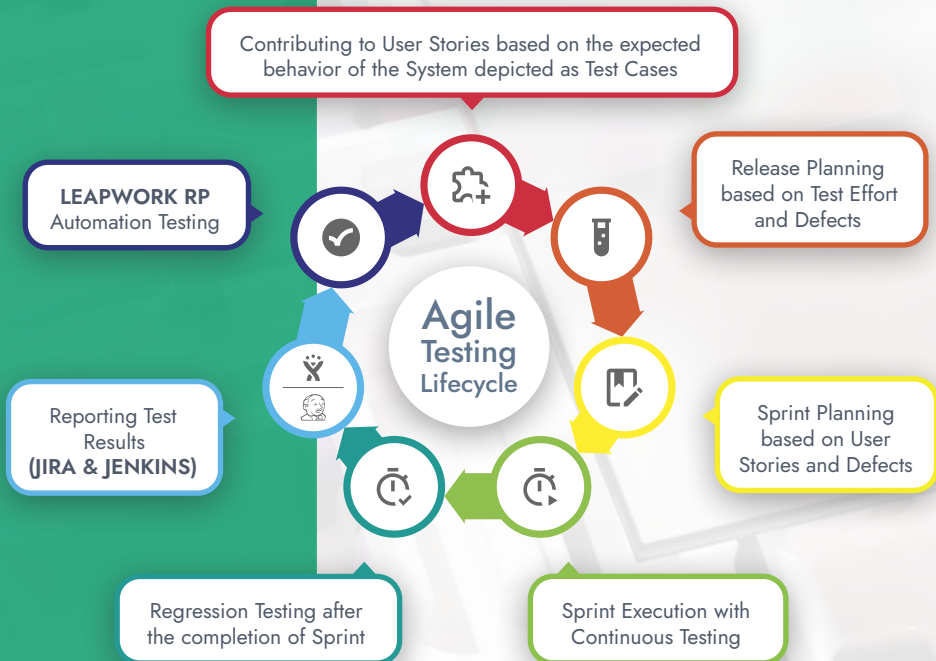 Contributing to User Stories based on the expected
behavior of the System depicted as Test Cases
LEAPWORK RP
Automation Testing
Release Planning
based on Test Effort
and Defects
Agile
Testing
Lifecycle
Reporting Test
Results
(JIRA & JENKINS)
Sprint Planning
based on User
Stories and Defects
Regression Testing after
the completion of Sprint
Sprint Execution with
Continuous Testing